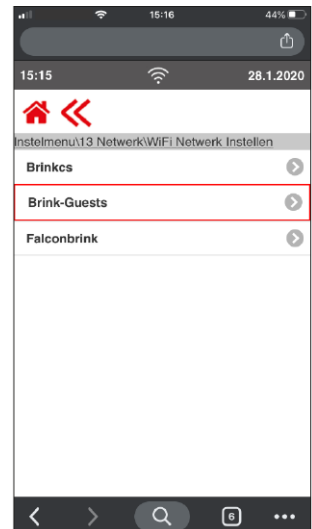 15:16
44%
15:15
28.1.2020
Instelmenu\13 Netwerk\WiFi Netwerk Instellen
Brinkcs
Brink-Guests
Falconbrink
6